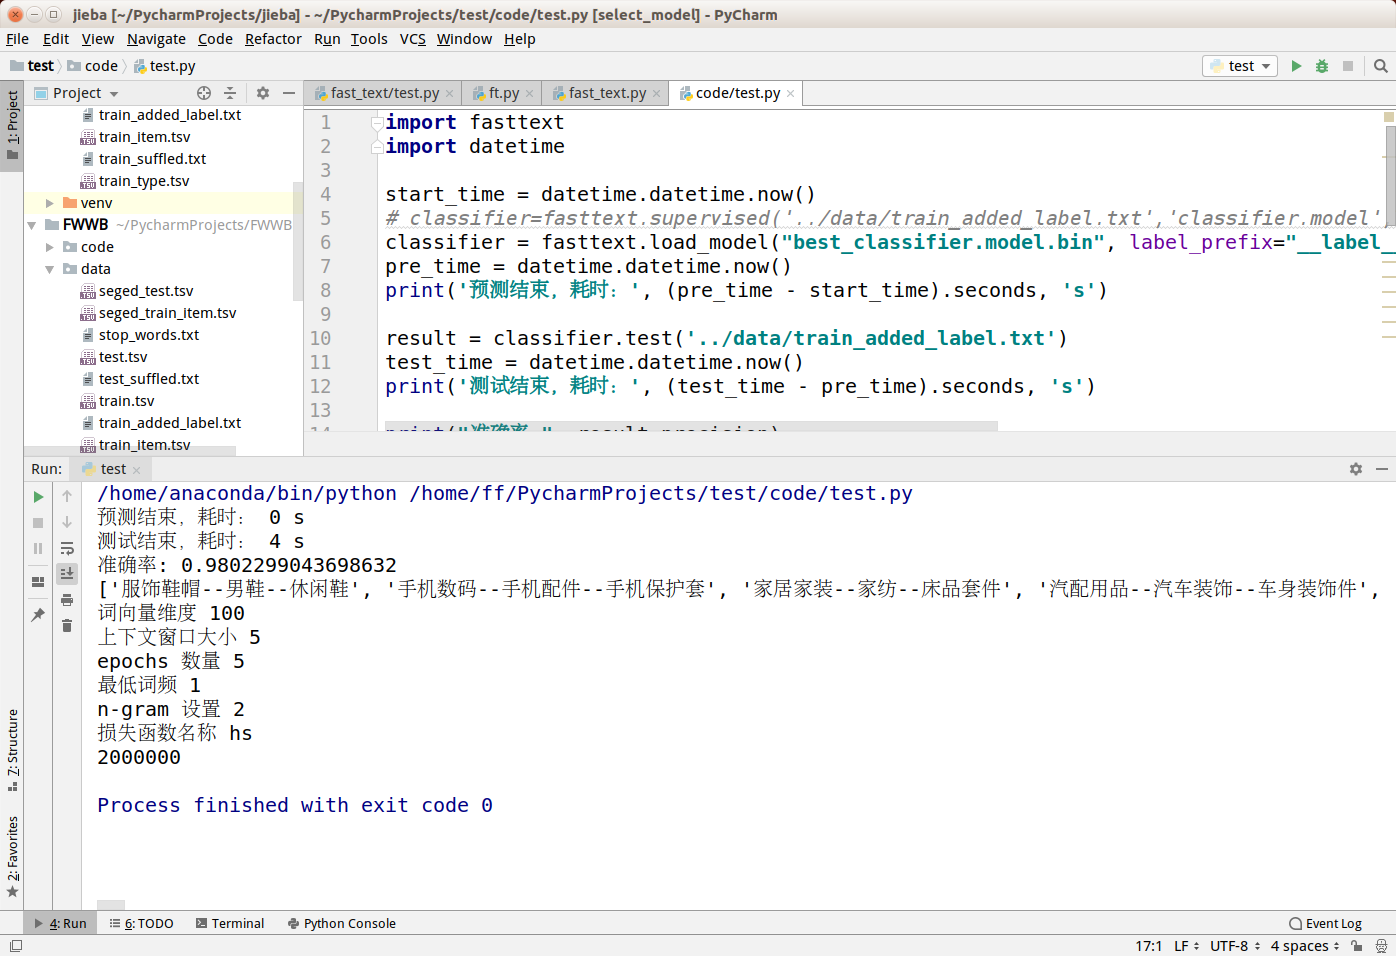 jieba [~/PycharmProjects/jieba] - ~/PycharmProjects/test/code/test.py [select_model] - PyCharm
File Edit View Navigate Code Refactor Run Tools VCS Window Help
test code test.py test
1: Project
Project
fast_text/test.py ft.py fast_text.py code/test.py
train_added_label.txt
train_item.tsv
train_suffled.txt
train_type.tsv
venv
FWWB ~/PycharmProjects/FWWB
code
data
seged_test.tsv
seged_train_item.tsv
stop_words.txt
test.tsv
test_suffled.txt
train.tsv
train_added_label.txt
train_item.tsv
1 import fasttext
2 import datetime
3
4 start_time = datetime.datetime.now()
5 # classifier=fasttext.supervised('../data/train_added_label.txt','classifier.model',
6 classifier = fasttext.load_model("best_classifier.model.bin", label_prefix="__label_
7 pre_time = datetime.datetime.now()
8 print('预测结束，耗时：', (pre_time - start_time).seconds, 's')
9
10 result = classifier.test('../data/train_added_label.txt')
11 test_time = datetime.datetime.now()
12 print('测试结束，耗时：', (test_time - pre_time).seconds, 's')
13
Run: test
/home/anaconda/bin/python /home/ff/PycharmProjects/test/code/test.py
预测结束，耗时： 0 s
测试结束，耗时： 4 s
准确率: 0.9802299043698632
['服饰鞋帽--男鞋--休闲鞋', '手机数码--手机配件--手机保护套', '家居家装--家纺--床品套件', '汽配用品--汽车装饰--车身装饰件',
词向量维度 100
上下文窗口大小 5
epochs 数量 5
最低词频 1
n-gram 设置 2
损失函数名称 hs
2000000
Process finished with exit code 0
7: Structure
2: Favorites
4: Run 6: TODO Terminal Python Console Event Log
17:1 LF UTF-8 4 spaces